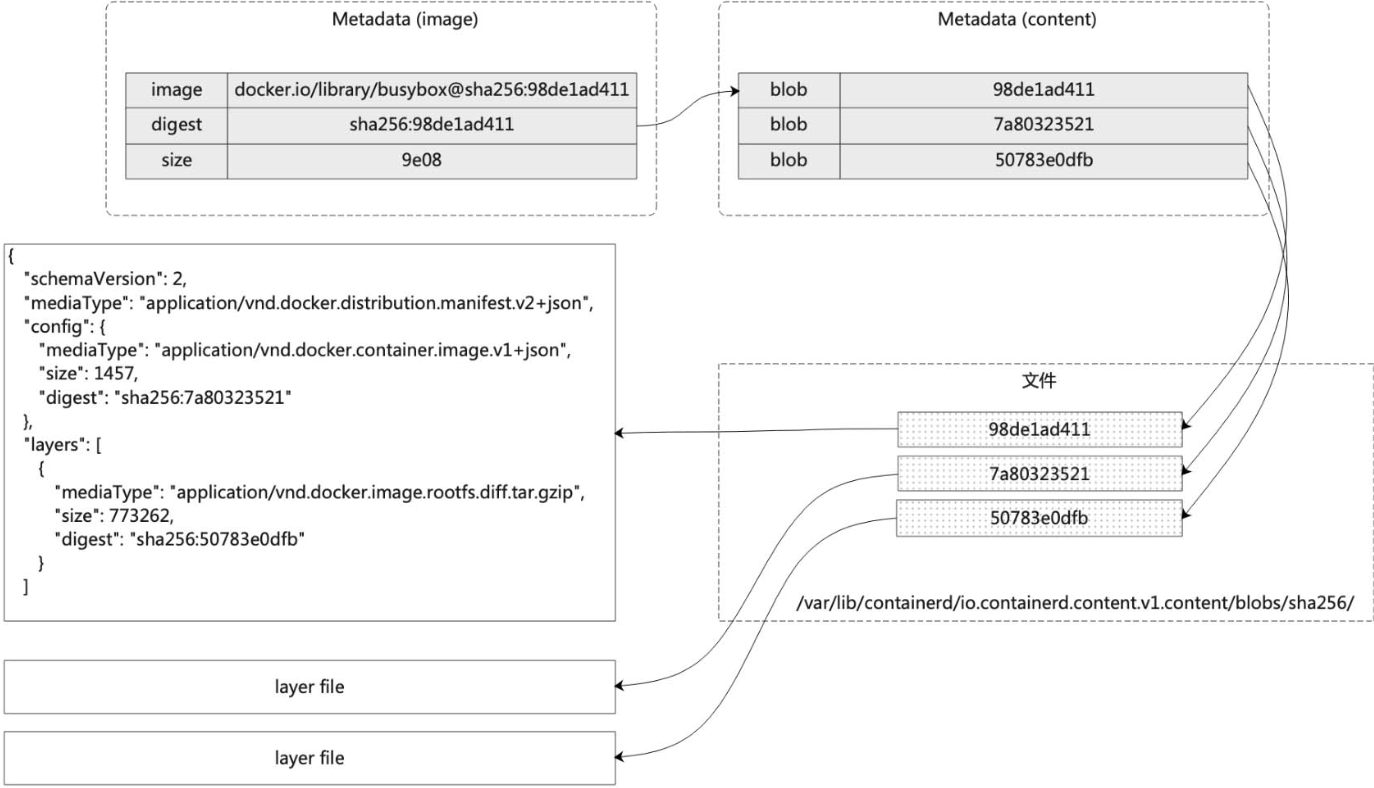 Metadata (image)
image docker.io/library/busybox@sha256:98de1ad411
digest sha256:98de1ad411
size 9e08
Metadata (content)
blob 98de1ad411
blob 7a80323521
blob 50783e0dfb
{
"schemaVersion": 2,
"mediaType": "application/vnd.docker.distribution.manifest.v2+json",
"config": {
"mediaType": "application/vnd.docker.container.image.v1+json",
"size": 1457,
"digest": "sha256:7a80323521"
},
"layers": [
{
"mediaType": "application/vnd.docker.image.rootfs.diff.tar.gzip",
"size": 773262,
"digest": "sha256:50783e0dfb"
}
]
文件
98de1ad411
7a80323521
50783e0dfb
/var/lib/containerd/io.containerd.content.v1.content/blobs/sha256/
layer file
layer file